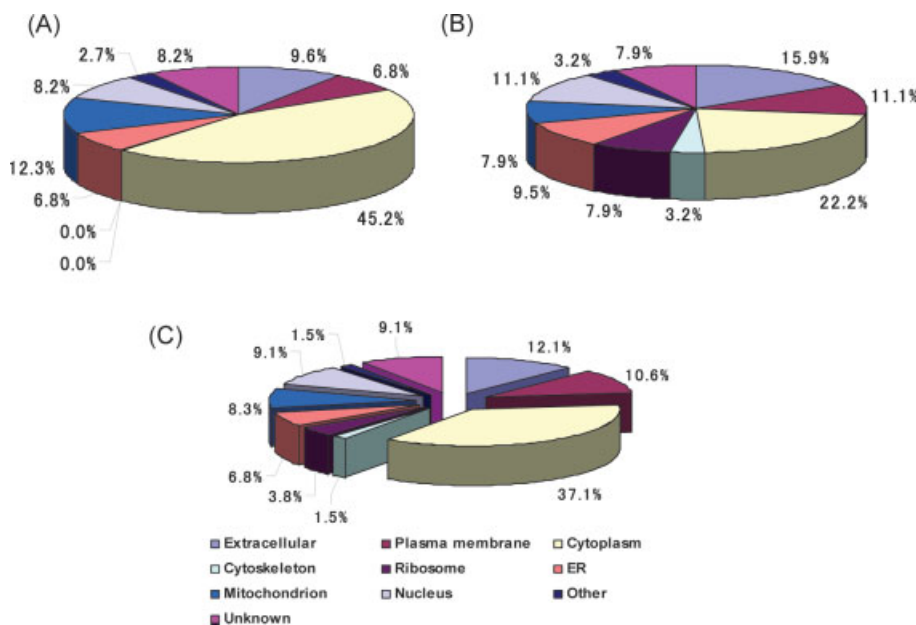 (A)
(B)
2.7% 8.2% 9.6%
6.8%
8.2%
12.3%
6.8%
0.0%
0.0%
45.2%
3.2% 7.9% 15.9%
11.1% 11.1%
7.9%
9.5%
7.9%
3.2%
22.2%
(C)
1.5% 9.1% 12.1%
9.1% 10.6%
8.3%
6.8%
3.8%
1.5%
37.1%
Extracellular Plasma membrane Cytoplasm
Cytoskeleton Ribosome ER
Mitochondrion Nucleus Other
Unknown